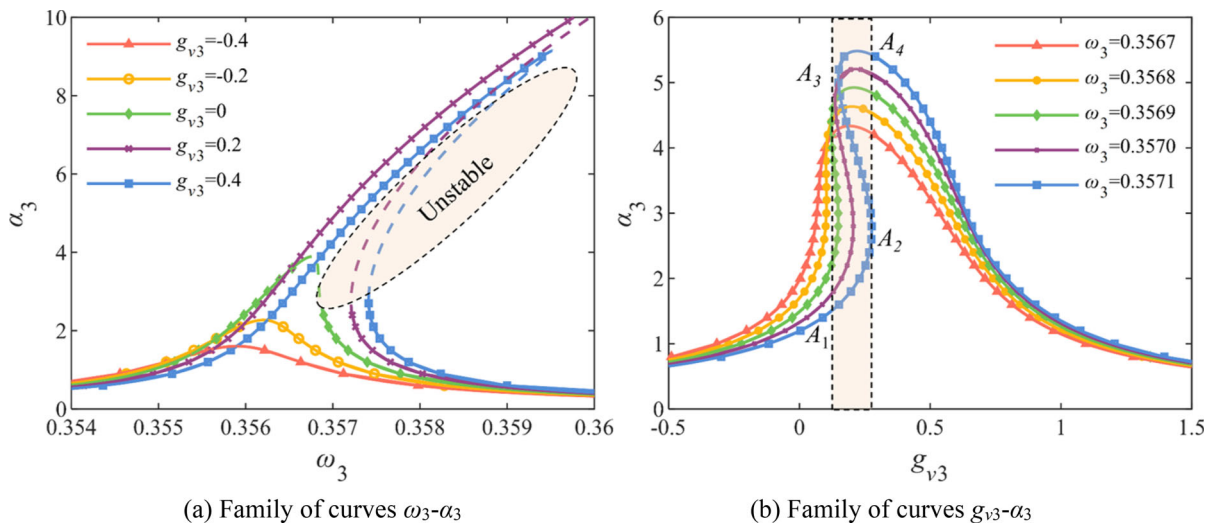 10
8
6
4
2
0
α3
gv3=-0.4
gv3=-0.2
gv3=0
gv3=0.2
gv3=0.4
Unstable
0.354 0.355 0.356 0.357 0.358 0.359 0.36
ω3
(a) Family of curves ω3-α3
6
5
4
3
2
1
0
α3
A4
A3
A2
A1
ω3=0.3567
ω3=0.3568
ω3=0.3569
ω3=0.3570
ω3=0.3571
-0.5 0 0.5 1 1.5
gv3
(b) Family of curves gv3-α3